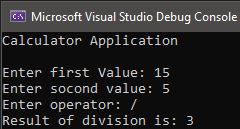 Microsoft Visual Studio Debug Console
Calculator Application
Enter first Value: 15
Enter socond value: 5
Enter operator: /
Result of division is: 3